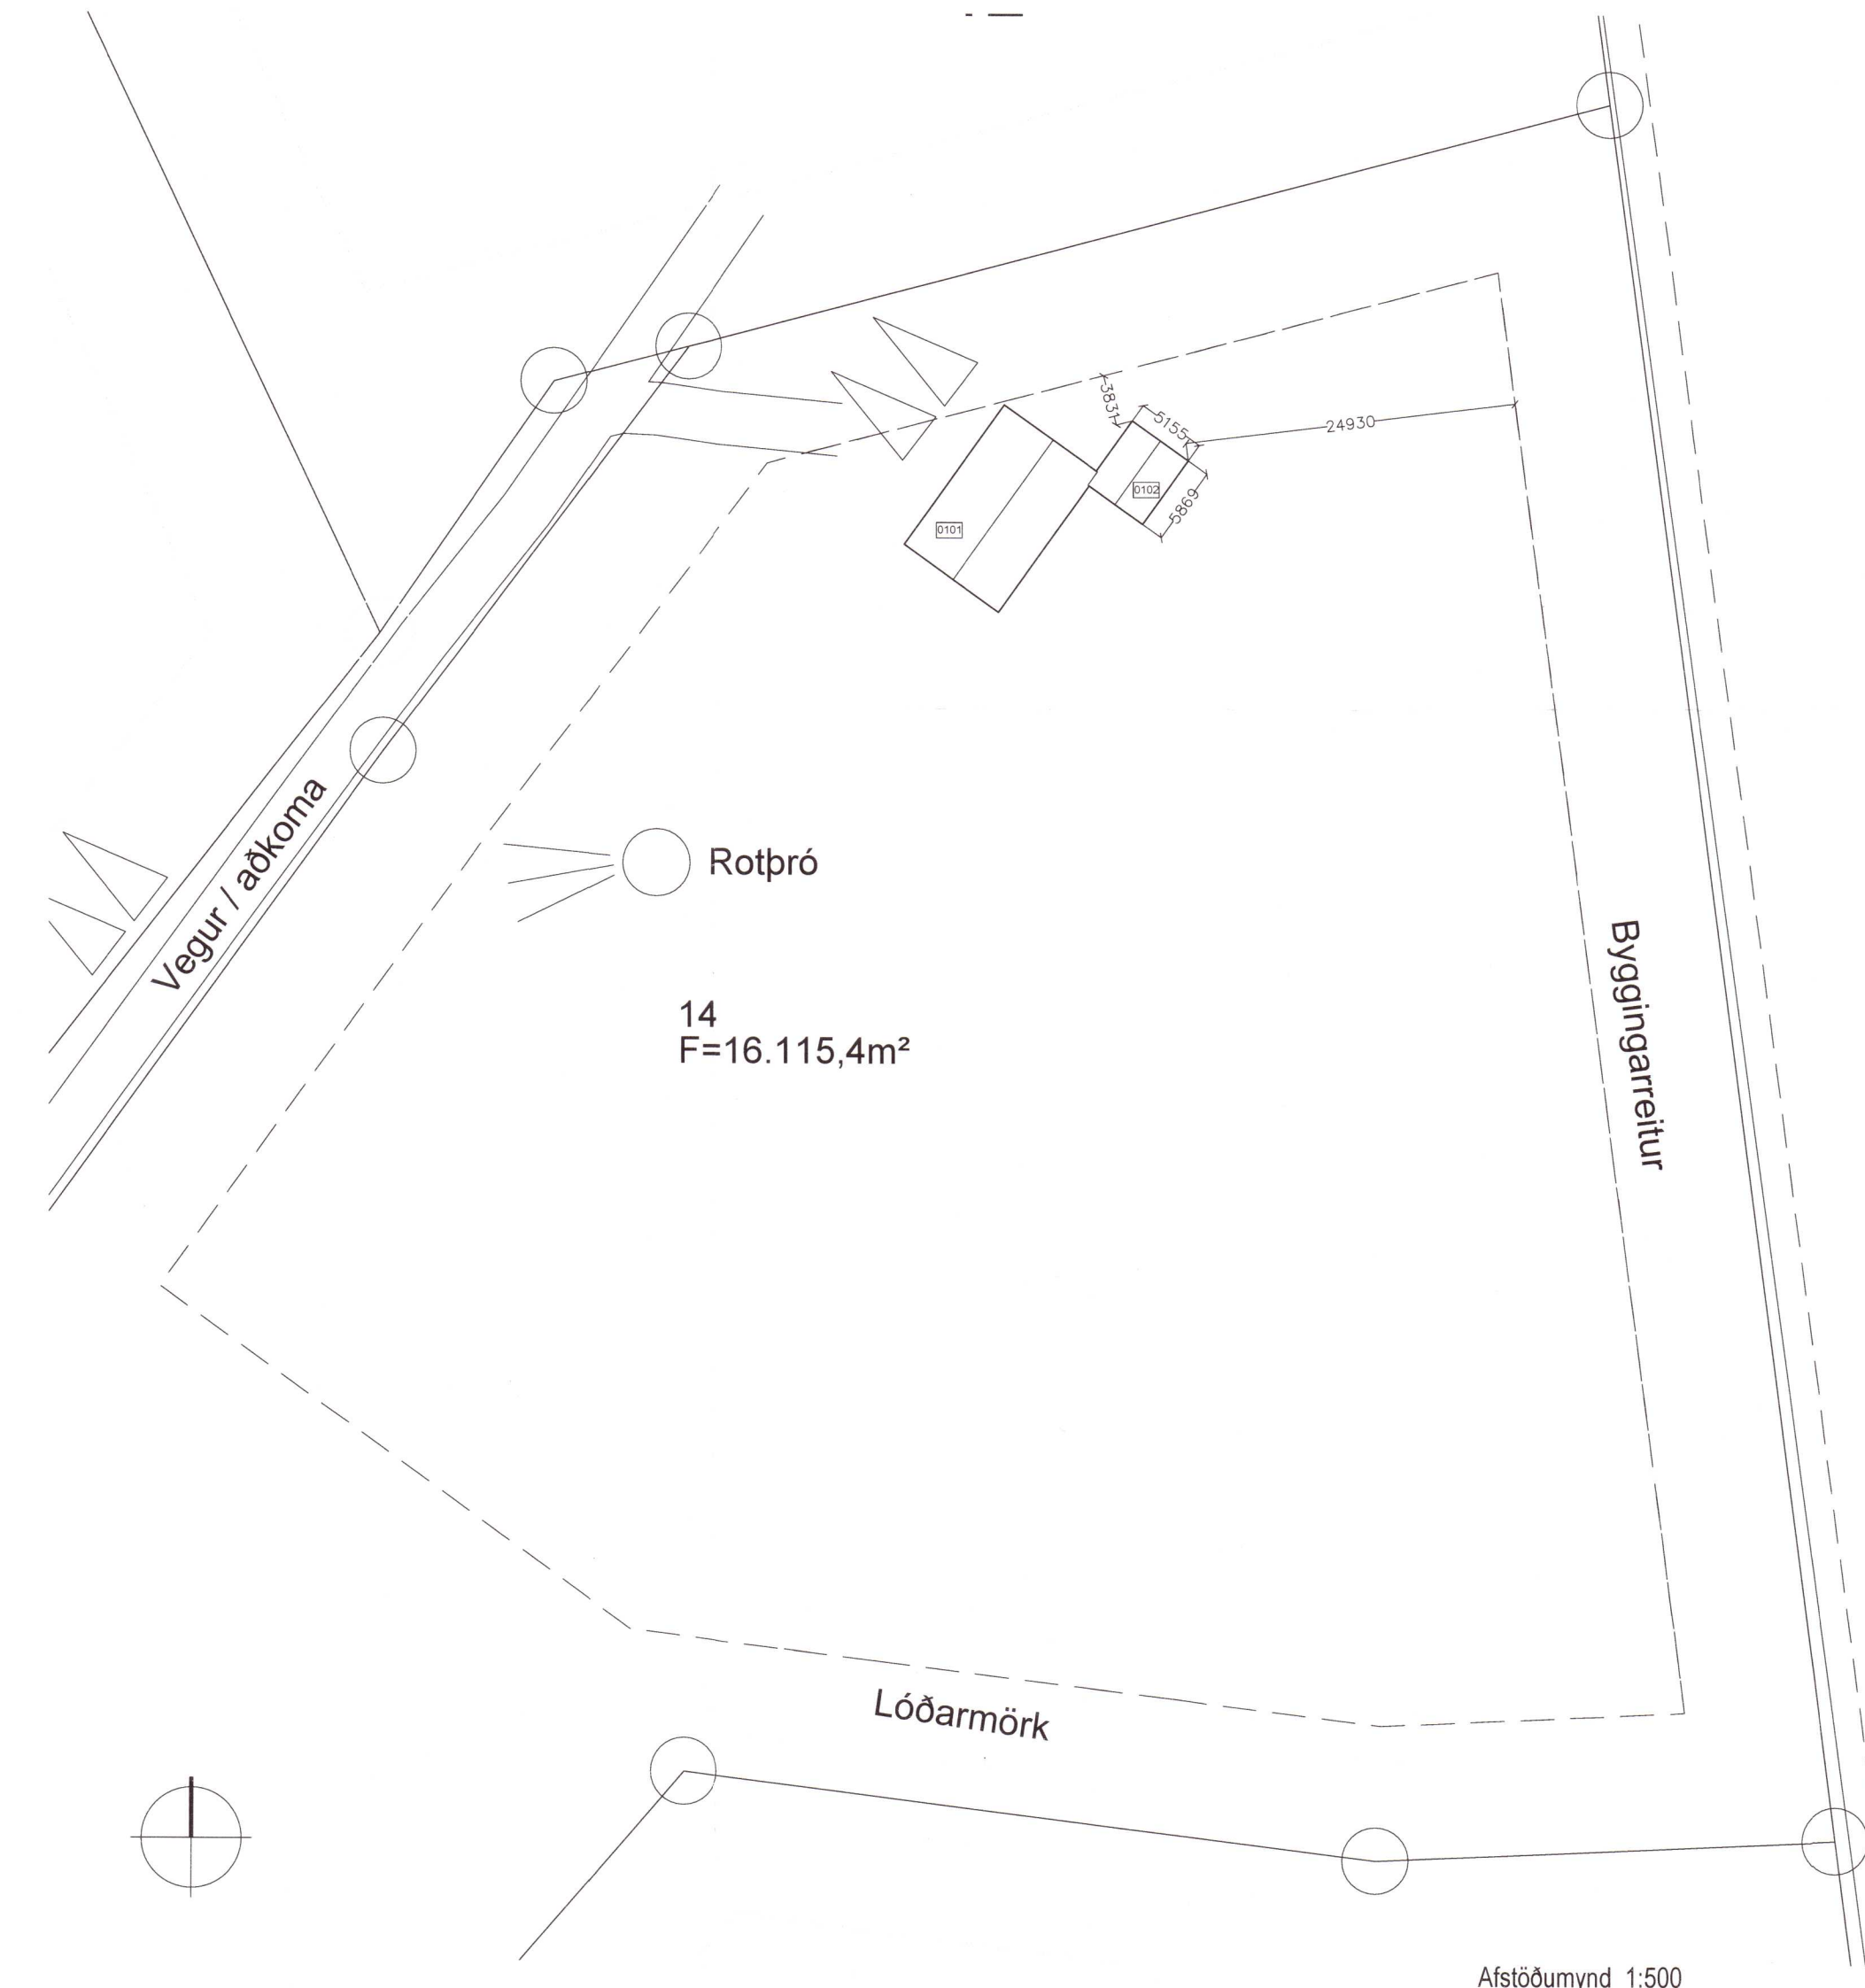 3831
5155
24930
0102
5869
0101
Vegur / aðkoma
Rotþró
14
F=16.115,4m²
Byggingarreitur
Lóðarmörk
Afstöðumynd 1:500